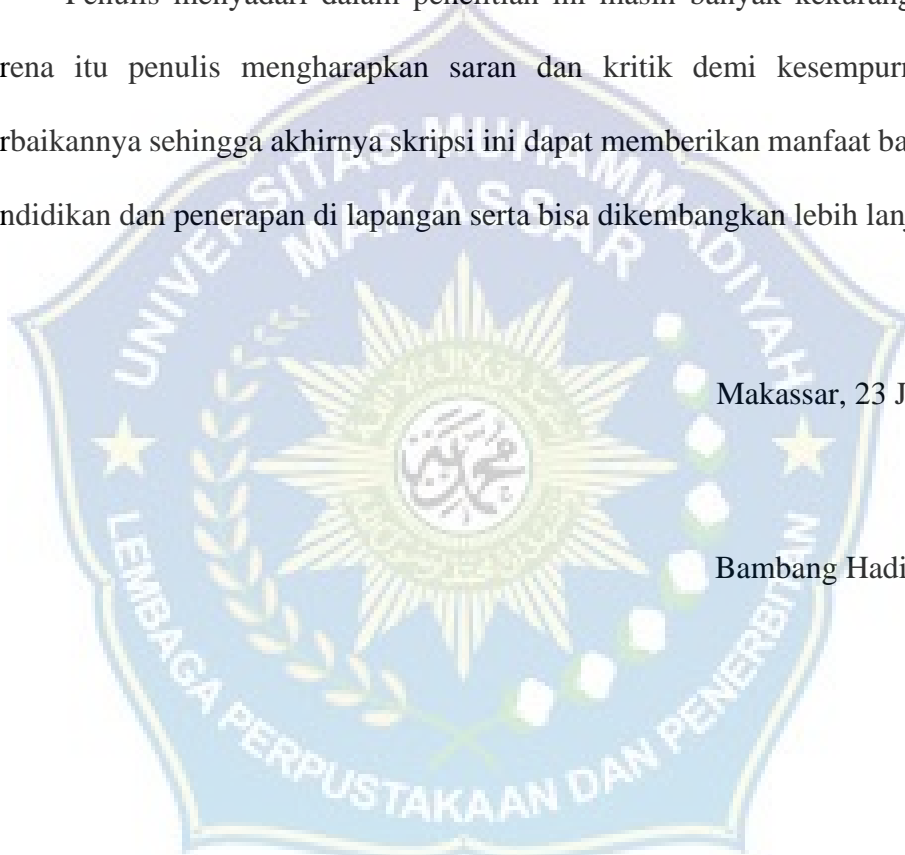 Penulis menyadari dalam penelitian ini masih banyak kekurang
rena itu penulis mengharapkan saran dan kritik demi kesempurn
rbaikannya sehingga akhirnya skripsi ini dapat memberikan manfaat ba
ndidikan dan penerapan di lapangan serta bisa dikembangkan lebih lanj
UNIVERSITAS MUHAMMADIYAH
MAKASSAR
Makassar, 23 J
محمد
Bambang Hadi
LEMBAGA PERPUSTAKAAN DAN PENERBITAN